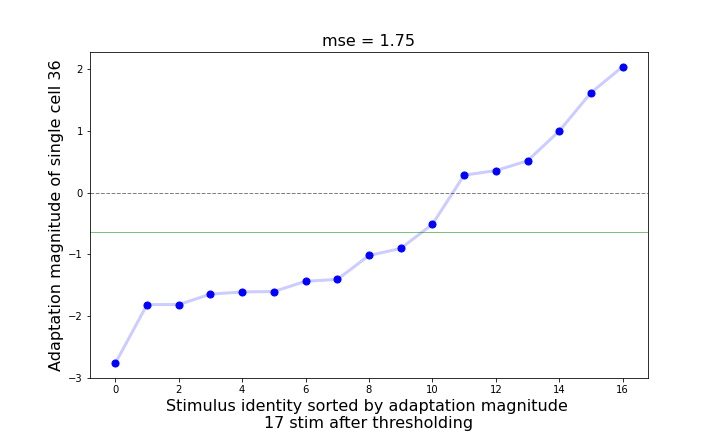 mse = 1.75
Adaptation magnitude of single cell 36
2
1
0
−1
−2
−3
0 2 4 6 8 10 12 14 16
Stimulus identity sorted by adaptation magnitude
17 stim after thresholding